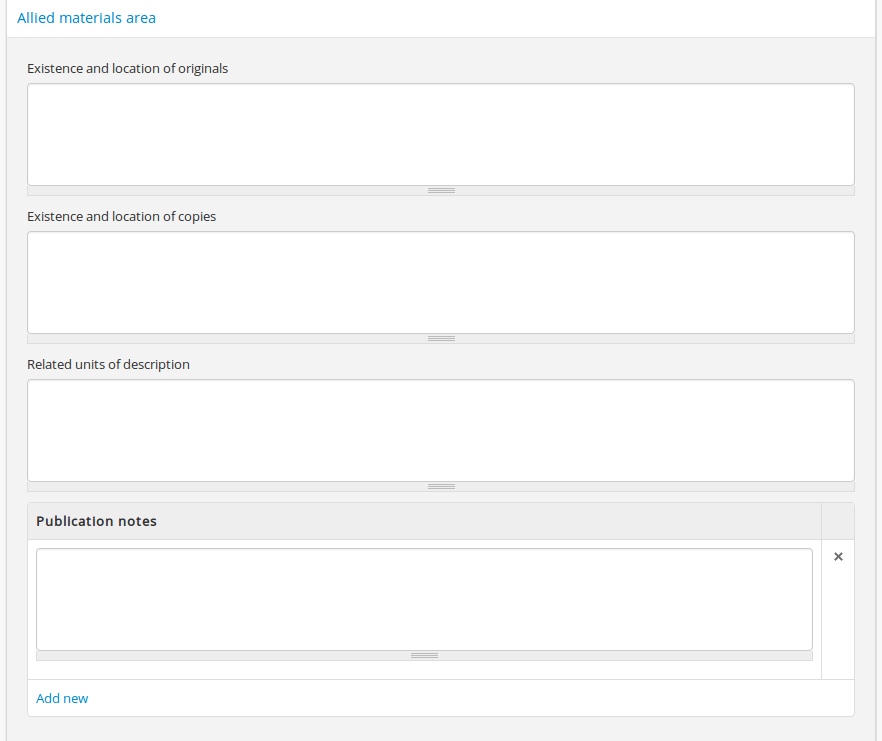 Allied materials area
Existence and location of originals
Existence and location of copies
Related units of description
Publication notes
×
Add new